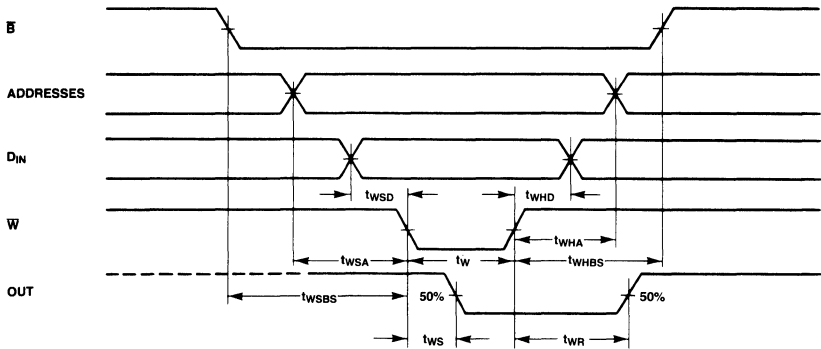 B̅
ADDRESSES
DIN
tWSD
tWHD
W̅
tWHA
tWSA
tW
tWHBS
OUT
tWSBS
50%
50%
tWS
tWR